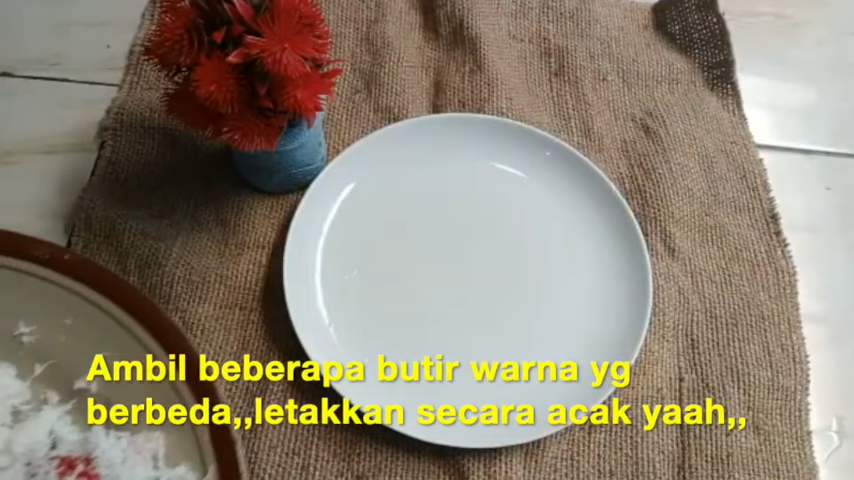 Ambil beberapa butir warna yg
berbeda,,letakkan secara acak yaah,,